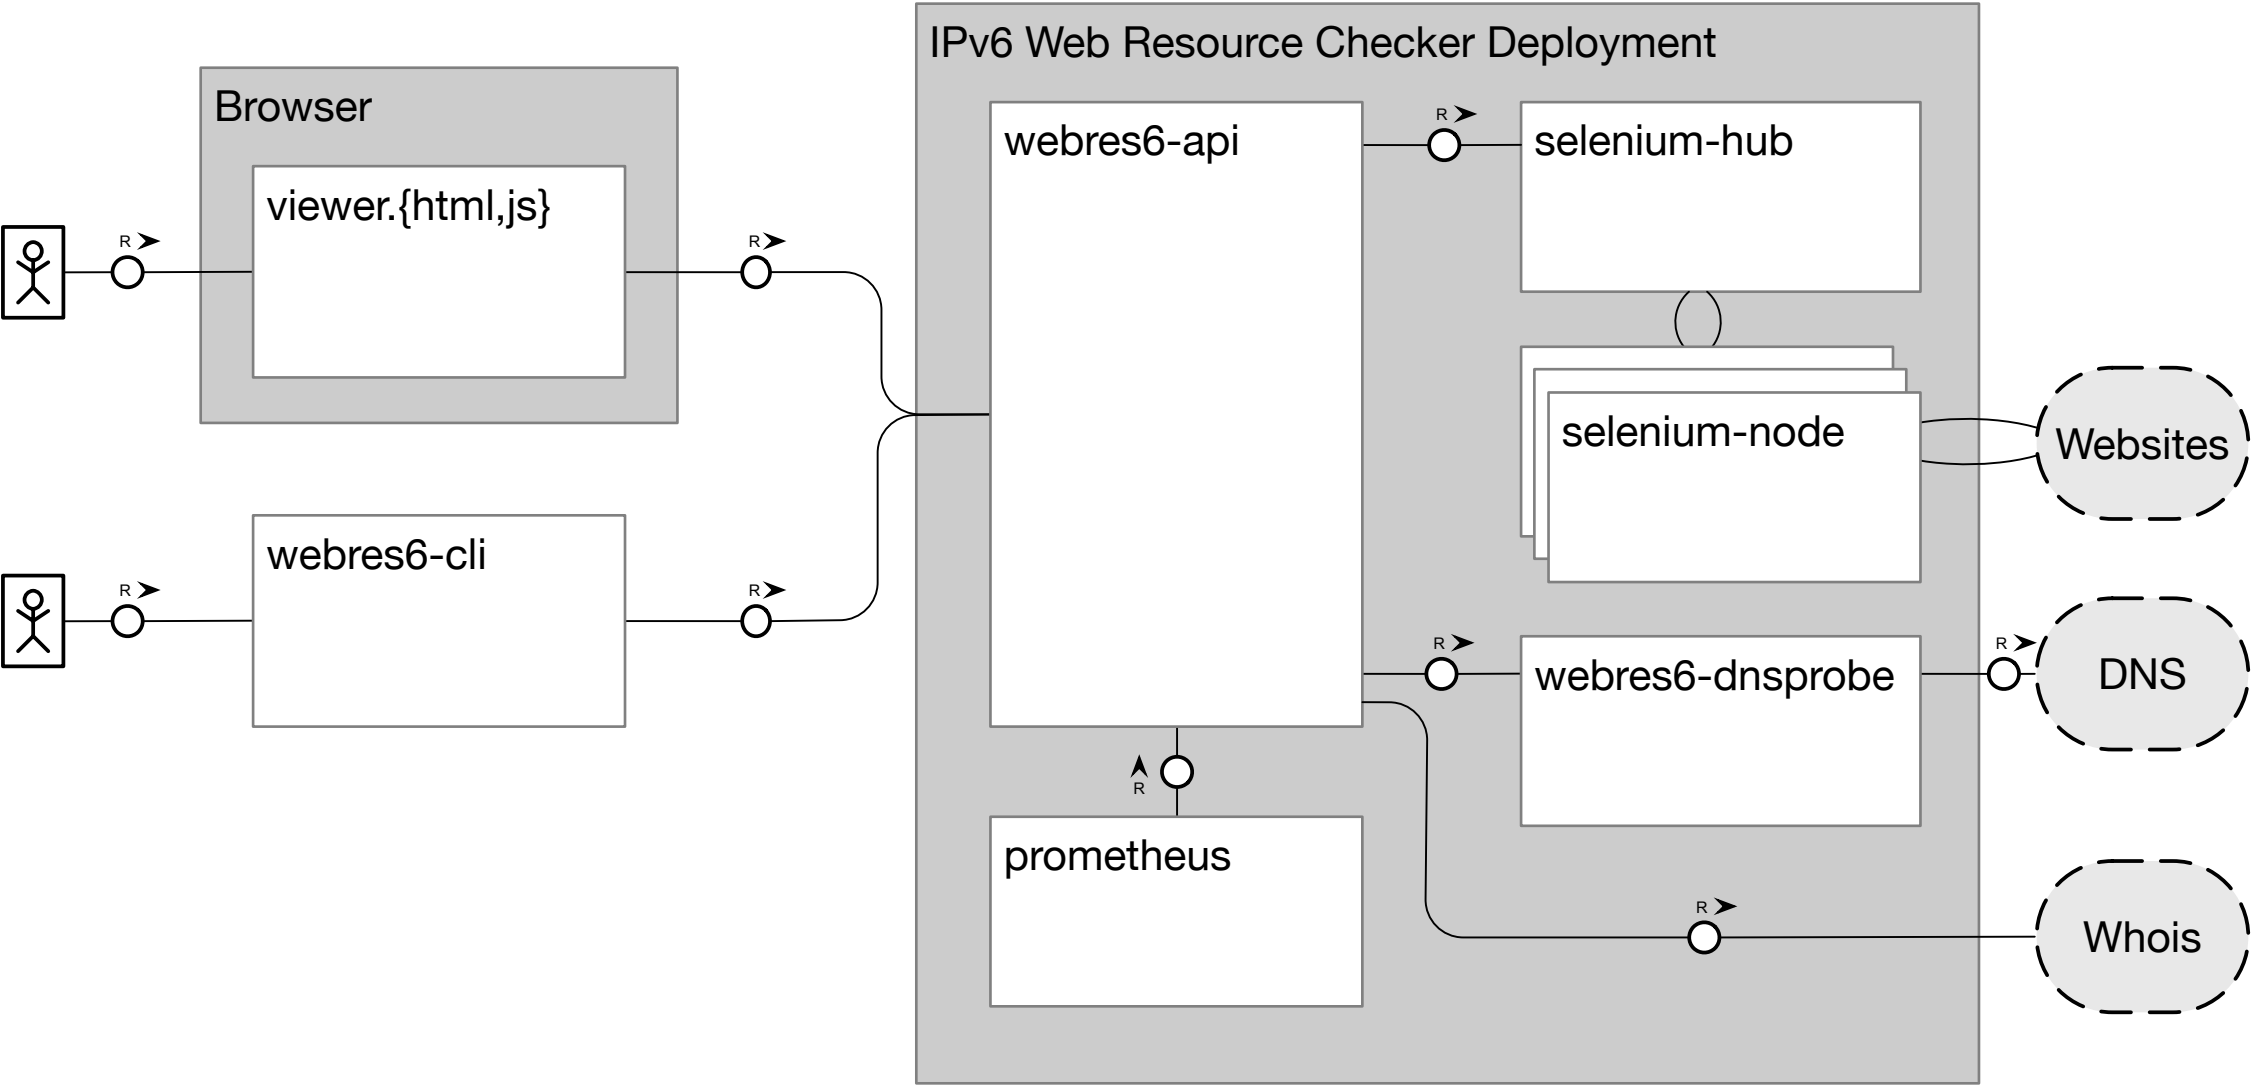 IPv6 Web Resource Checker Deployment
Browser
webres6-api
R
selenium-hub
viewer.{html,js}
R
R
selenium-node
Websites
webres6-cli
R
R
R
webres6-dnsprobe
R
DNS
R
prometheus
R
Whois